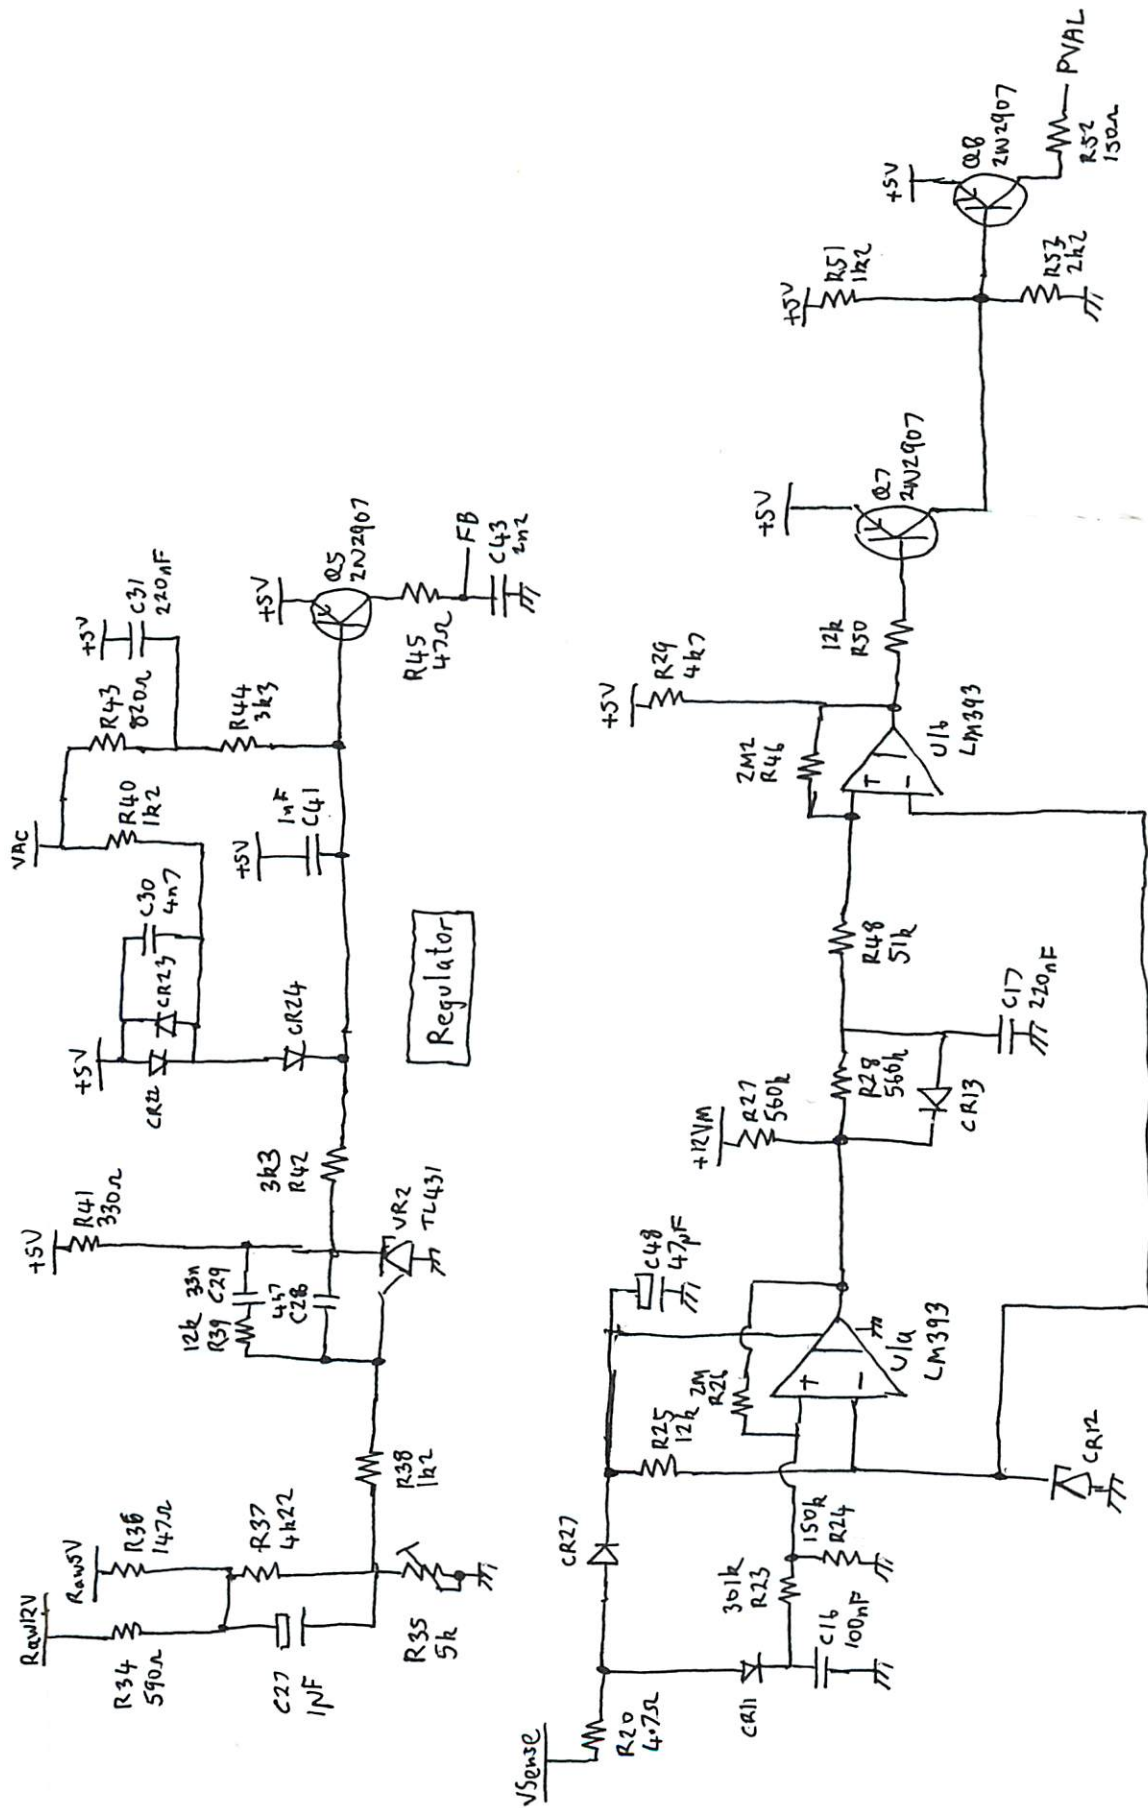 Raw12V
R34
590Ω
Raw5V
R36
147Ω
C27
1µF
R37
4k22
R35
5k
R38
1k2
+5V
R41
330Ω
12k
R39
33n
C29
4n7
C28
VR2
TL431
3k3
R42
+5V
CR22
CR23
C30
4n7
CR24
VAC
R40
1k2
R43
820Ω
+5V
C31
220nF
R44
3k3
+5V
1nF
C41
+5V
Q5
2N2907
R45
47Ω
FB
C43
2n2
Regulator
VSense
R20
4.7Ω
CR11
C16
100nF
CR27
301k
R23
150k
R24
R25
12k
C48
47µF
2M
R26
+
-
U1a
LM393
CR12
+12VM
R27
560k
R28
560k
CR13
C17
220nF
R48
51k
2M2
R46
+5V
R29
4k7
+
-
U1b
LM393
12k
R50
+5V
Q7
2N2907
+5V
R51
1k2
R53
2k2
+5V
Q8
2N2907
R52
150Ω
PVAL